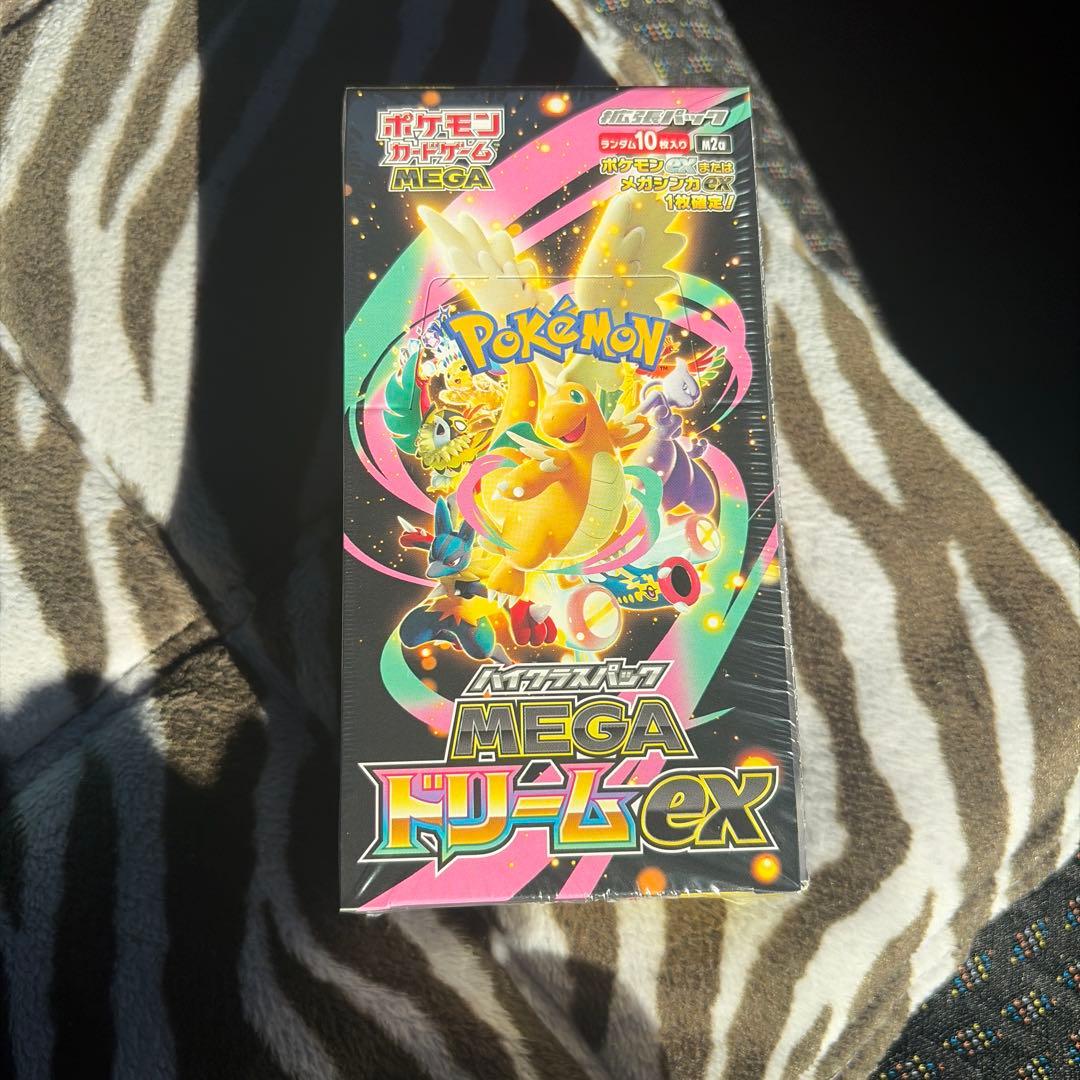 ポケモン
カードゲーム
MEGA
拡張パック
ランダム10枚入り M2a
ポケモンexまたは
メガシンカex
1枚確定!
POKéMON
TM
ハイクラスパック
MEGA
ドリームex